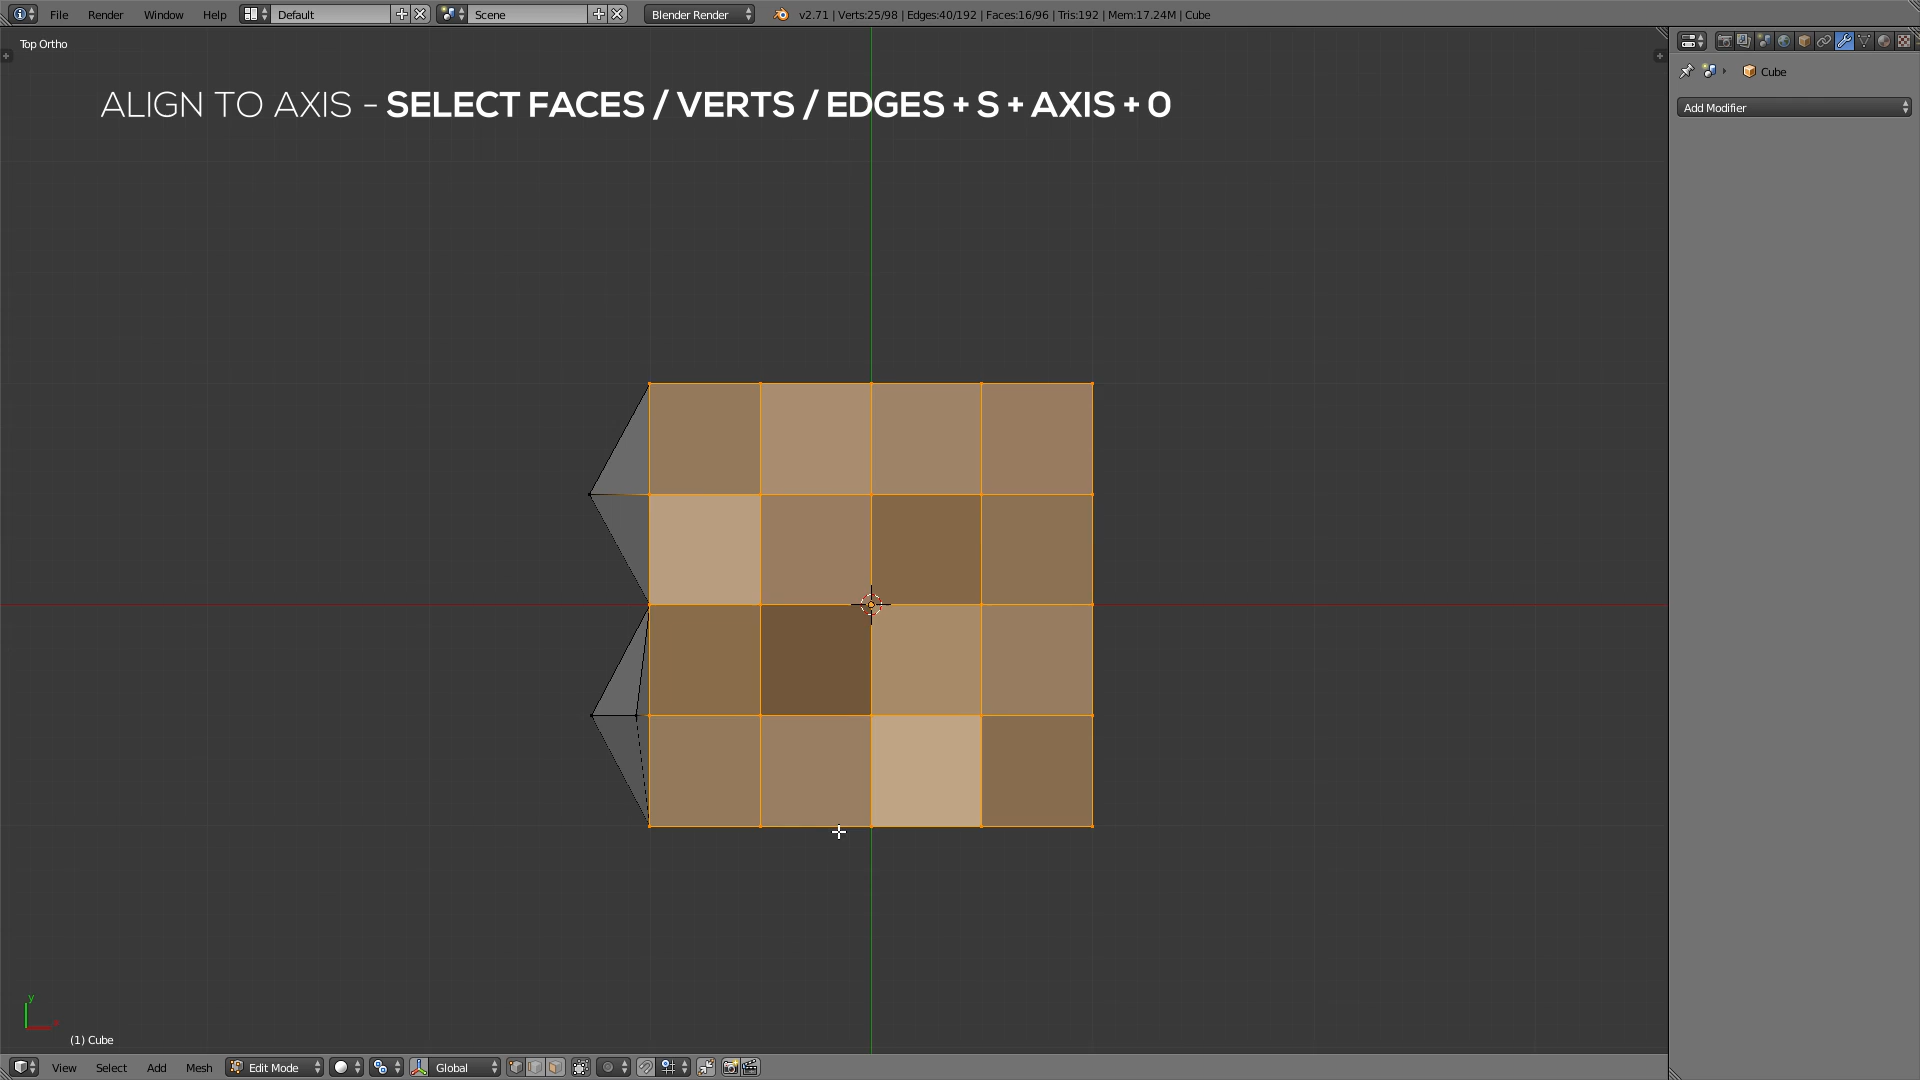 File Render Window Help Default Scene Blender Render v2.71 | Verts:25/98 | Edges:40/192 | Faces:16/96 | Tris:192 | Mem:17.24M | Cube
Top Ortho
Cube
ALIGN TO AXIS - SELECT FACES / VERTS / EDGES + S + AXIS + 0
Add Modifier
y
x
(1) Cube
View Select Add Mesh Edit Mode Global